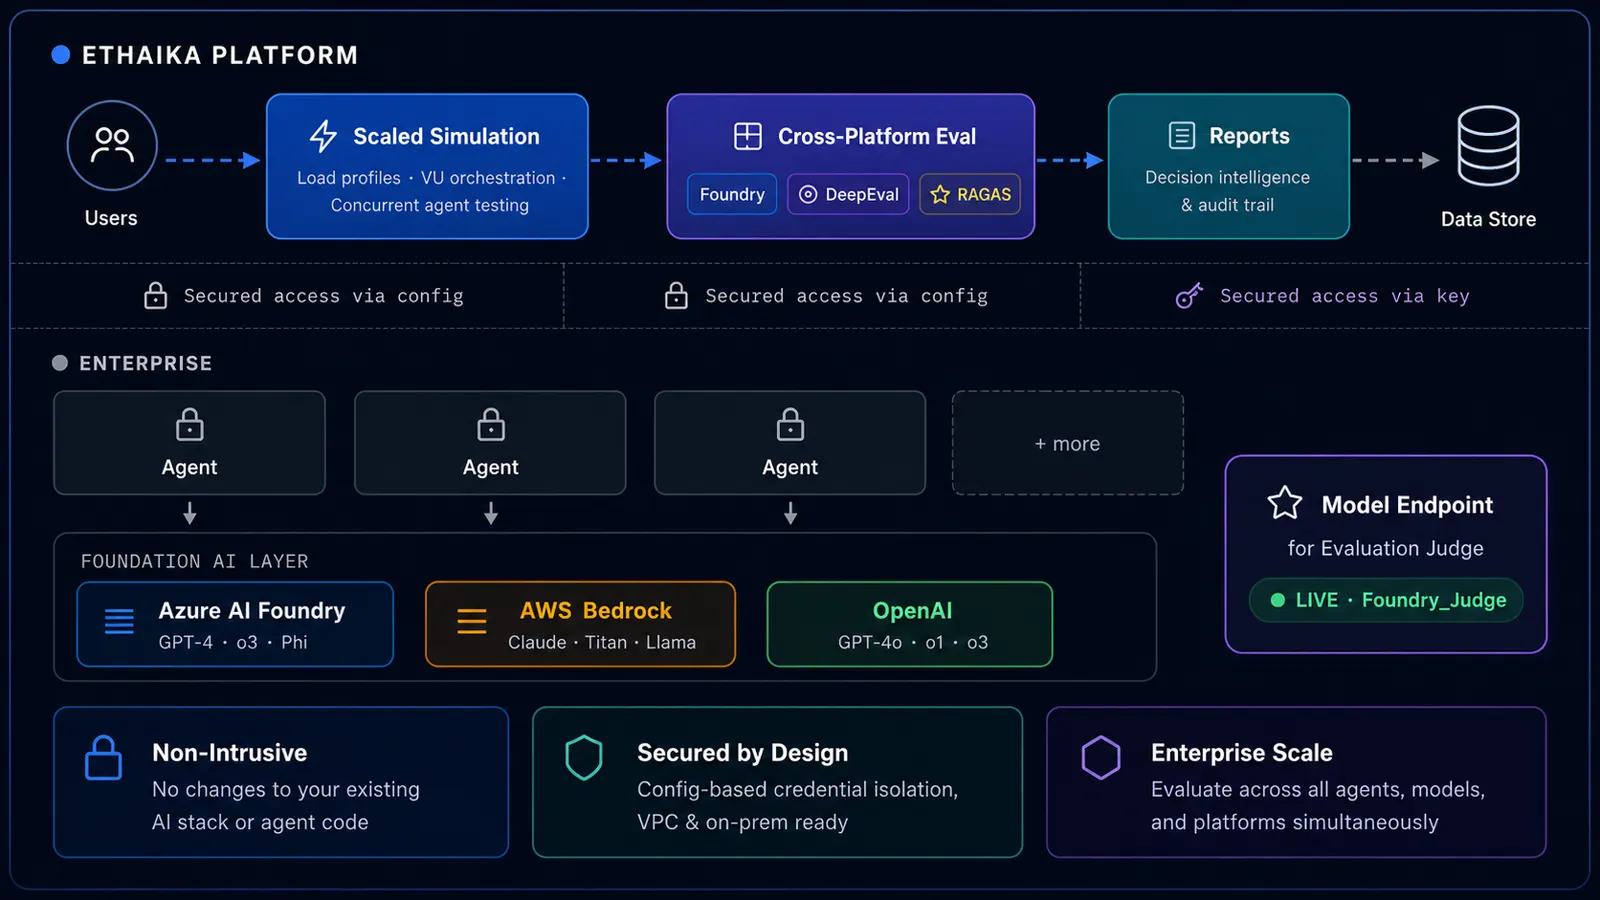 ETHAIKA PLATFORM
Users
Scaled Simulation
Load profiles · VU orchestration ·
Concurrent agent testing
Cross-Platform Eval
Foundry
DeepEval
RAGAS
Reports
Decision intelligence
& audit trail
Data Store
Secured access via config
Secured access via config
Secured access via key
ENTERPRISE
Agent
Agent
Agent
+ more
FOUNDATION AI LAYER
Azure AI Foundry
GPT-4 · o3 · Phi
AWS Bedrock
Claude · Titan · Llama
OpenAI
GPT-4o · o1 · o3
Model Endpoint
for Evaluation Judge
LIVE · Foundry_Judge
Non-Intrusive
No changes to your existing
AI stack or agent code
Secured by Design
Config-based credential isolation,
VPC & on-prem ready
Enterprise Scale
Evaluate across all agents, models,
and platforms simultaneously